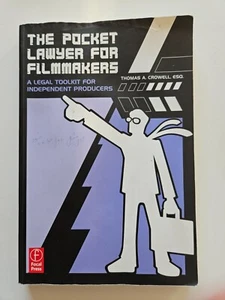 THE POCKET
LAWYER FOR
FILMMAKERS
A LEGAL TOOLKIT FOR
INDEPENDENT PRODUCERS
THOMAS A. CROWELL, ESQ.
Focal
Press